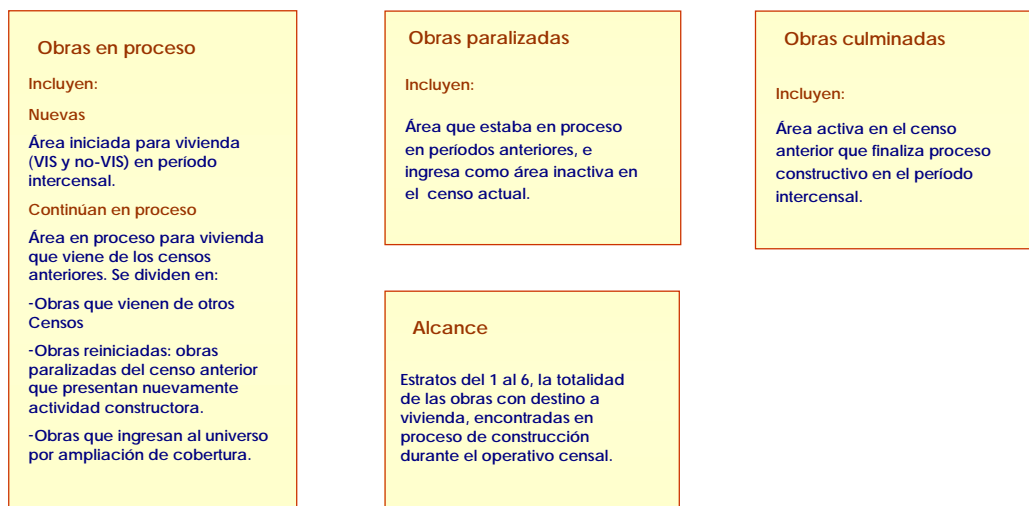 Obras en proceso
Incluyen:
Nuevas
Área iniciada para vivienda
(VIS y no-VIS) en período
intercensal.
Continúan en proceso
Área en proceso para vivienda
que viene de los censos
anteriores. Se dividen en:
-Obras que vienen de otros
Censos
-Obras reiniciadas: obras
paralizadas del censo anterior
que presentan nuevamente
actividad constructora.
-Obras que ingresan al universo
por ampliación de cobertura.
Obras paralizadas
Incluyen:
Área que estaba en proceso
en períodos anteriores, e
ingresa como área inactiva en
el censo actual.
Obras culminadas
Incluyen:
Área activa en el censo
anterior que finaliza proceso
constructivo en el período
intercensal.
Alcance
Estratos del 1 al 6, la totalidad
de las obras con destino a
vivienda, encontradas en
proceso de construcción
durante el operativo censal.